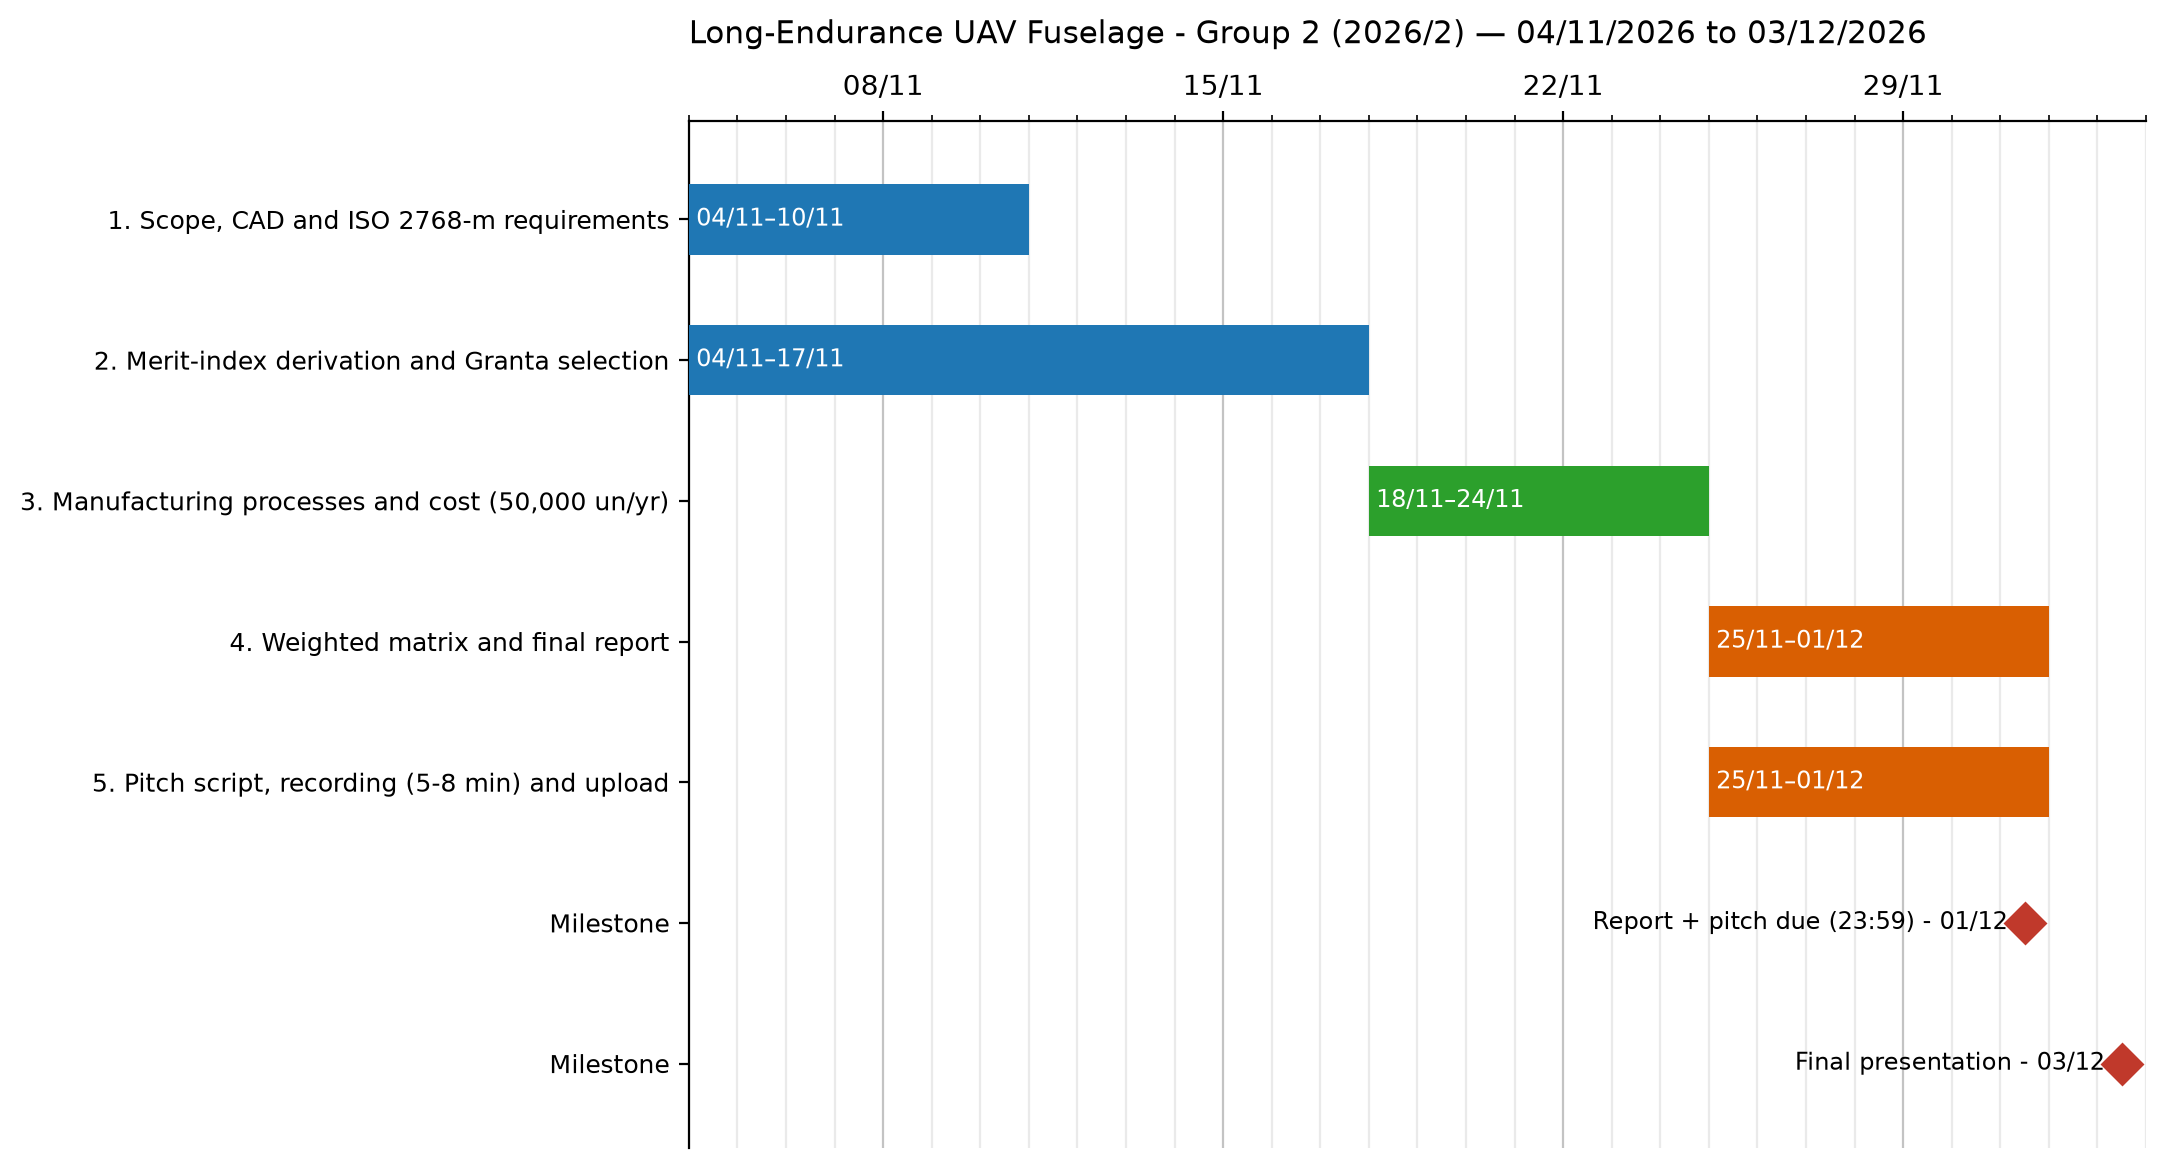 Long-Endurance UAV Fuselage - Group 2 (2026/2) — 04/11/2026 to 03/12/2026
08/11 15/11 22/11 29/11
1. Scope, CAD and ISO 2768-m requirements 04/11–10/11
2. Merit-index derivation and Granta selection 04/11–17/11
3. Manufacturing processes and cost (50,000 un/yr) 18/11–24/11
4. Weighted matrix and final report 25/11–01/12
5. Pitch script, recording (5-8 min) and upload 25/11–01/12
Milestone Report + pitch due (23:59) - 01/12
Milestone Final presentation - 03/12